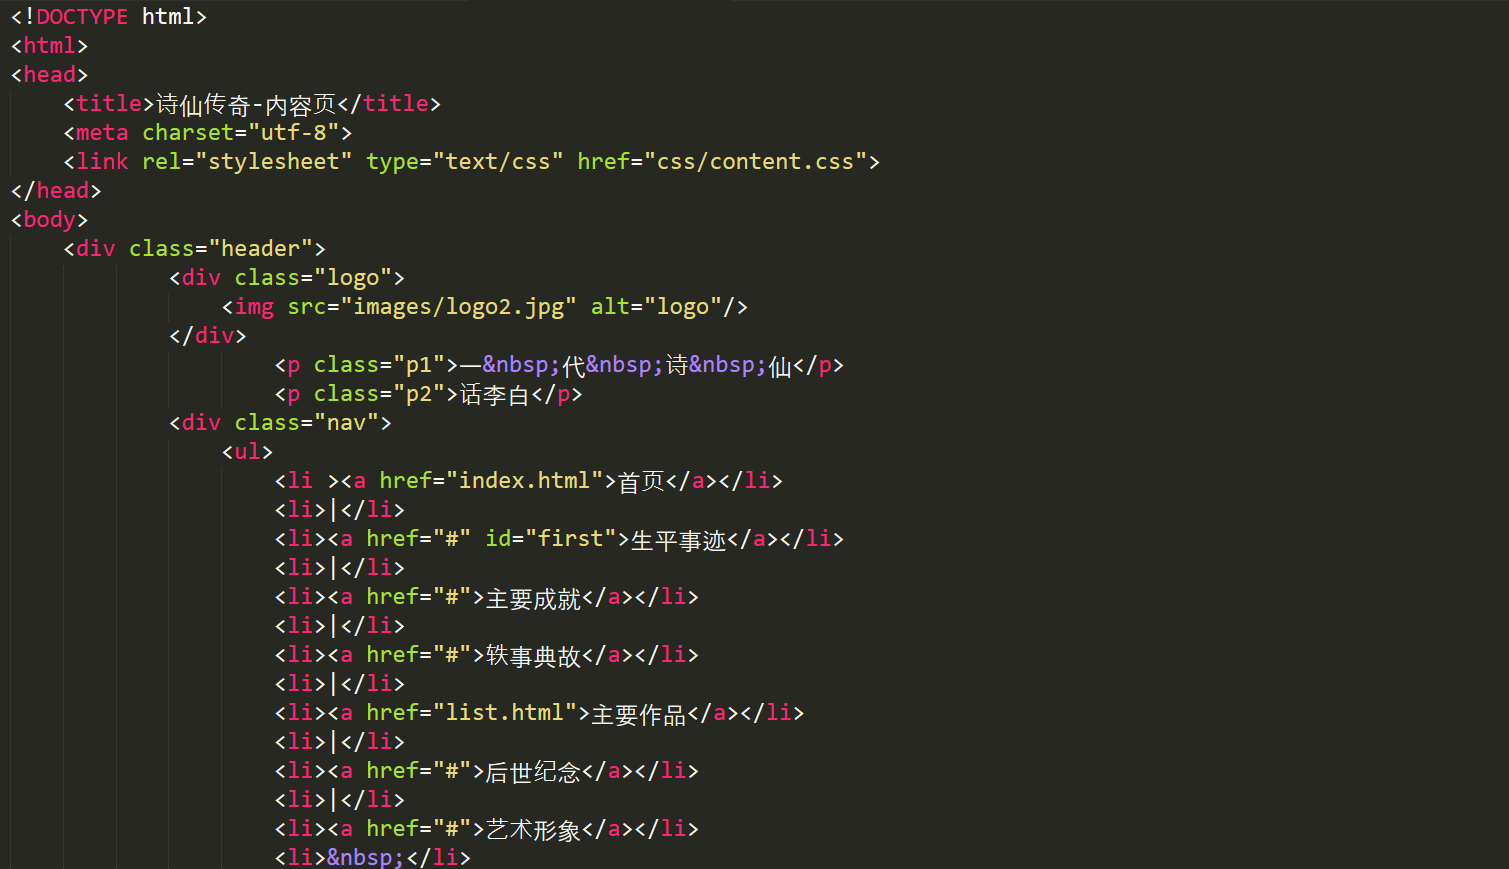 <!DOCTYPE html>
<html>
<head>
    <title>诗仙传奇-内容页</title>
    <meta charset="utf-8">
    <link rel="stylesheet" type="text/css" href="css/content.css">
</head>
<body>
    <div class="header">
            <div class="logo">
                <img src="images/logo2.jpg" alt="logo"/>
            </div>
                    <p class="p1">一&nbsp;代&nbsp;诗&nbsp;仙</p>
                    <p class="p2">话李白</p>
            <div class="nav">
                <ul>
                    <li ><a href="index.html">首页</a></li>
                    <li>|</li>
                    <li><a href="#" id="first">生平事迹</a></li>
                    <li>|</li>
                    <li><a href="#">主要成就</a></li>
                    <li>|</li>
                    <li><a href="#">轶事典故</a></li>
                    <li>|</li>
                    <li><a href="list.html">主要作品</a></li>
                    <li>|</li>
                    <li><a href="#">后世纪念</a></li>
                    <li>|</li>
                    <li><a href="#">艺术形象</a></li>
                    <li>&nbsp;</li>